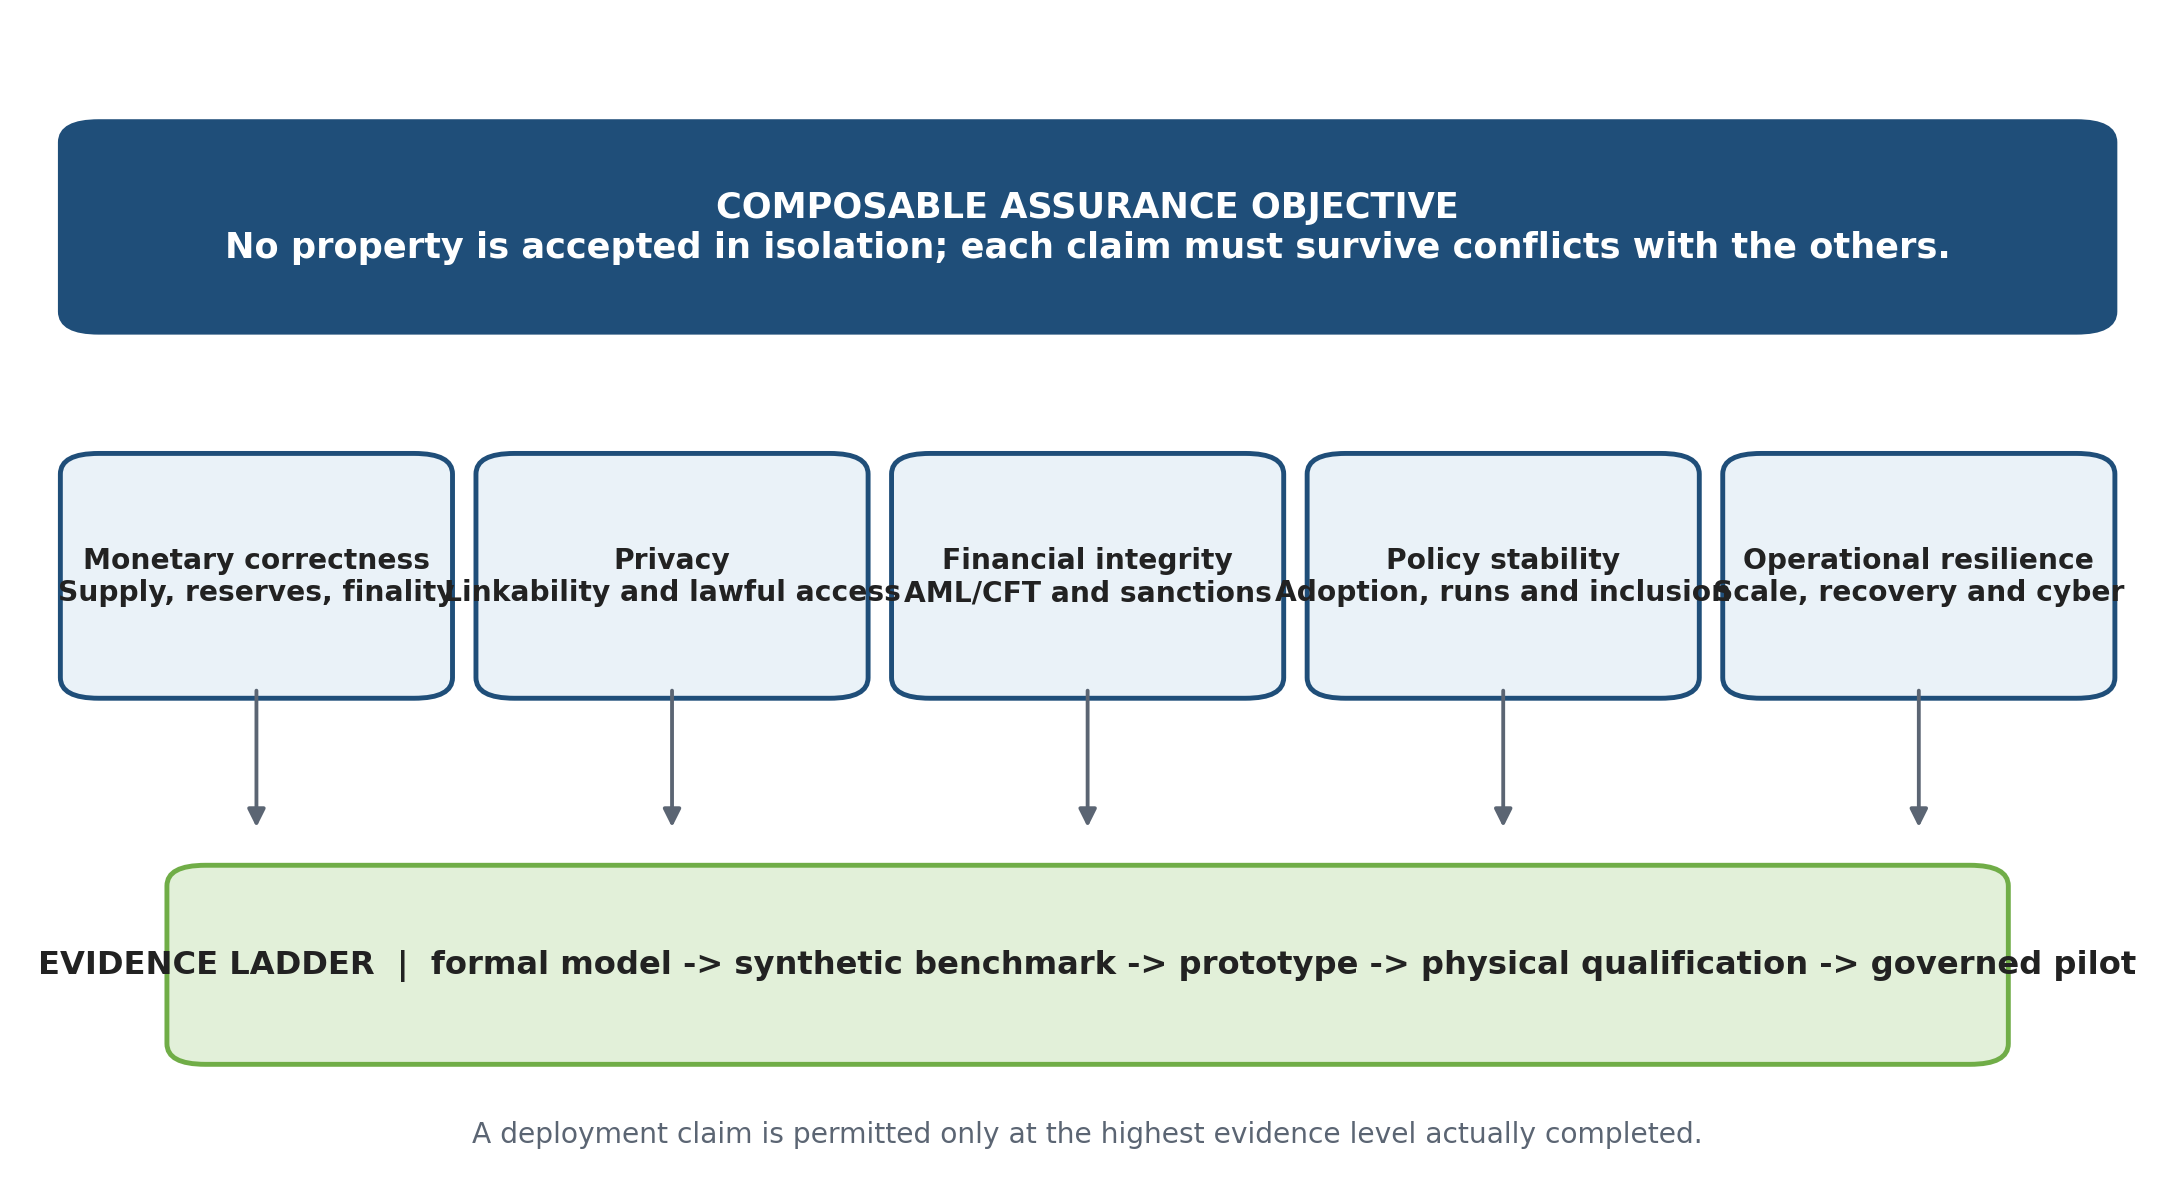 COMPOSABLE ASSURANCE OBJECTIVE
No property is accepted in isolation; each claim must survive conflicts with the others.
Monetary correctness
Supply, reserves, finality
Privacy
Linkability and lawful access
Financial integrity
AML/CFT and sanctions
Policy stability
Adoption, runs and inclusion
Operational resilience
Scale, recovery and cyber
EVIDENCE LADDER | formal model -> synthetic benchmark -> prototype -> physical qualification -> governed pilot
A deployment claim is permitted only at the highest evidence level actually completed.